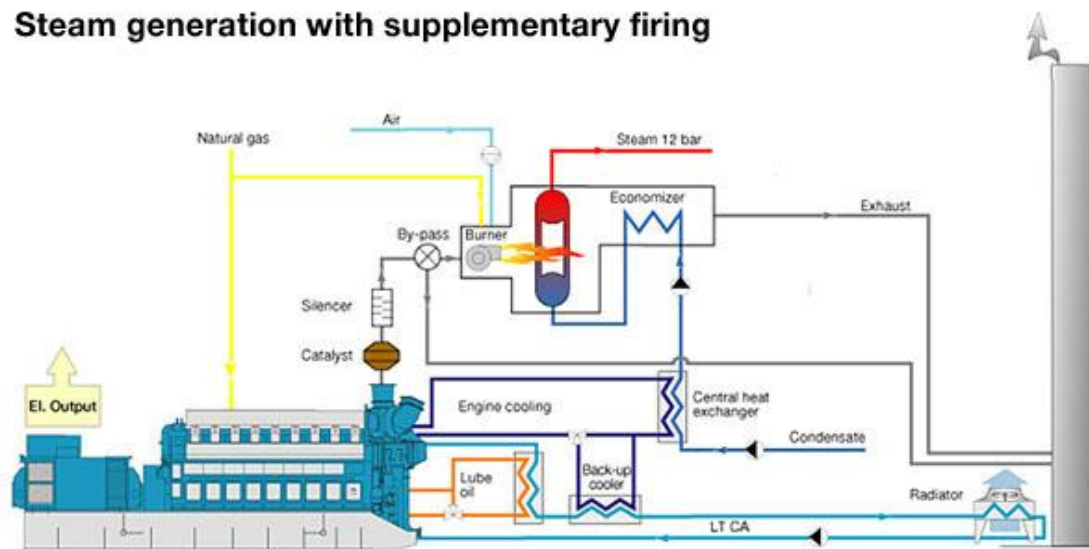 Steam generation with supplementary firing
Air
Natural gas
Steam 12 bar
Economizer
By-pass
Burner
Exhaust
Silencer
Catalyst
El. Output
Engine cooling
Central heat
exchanger
Condensate
Lube
oil
Back-up
cooler
Radiator
LT CA